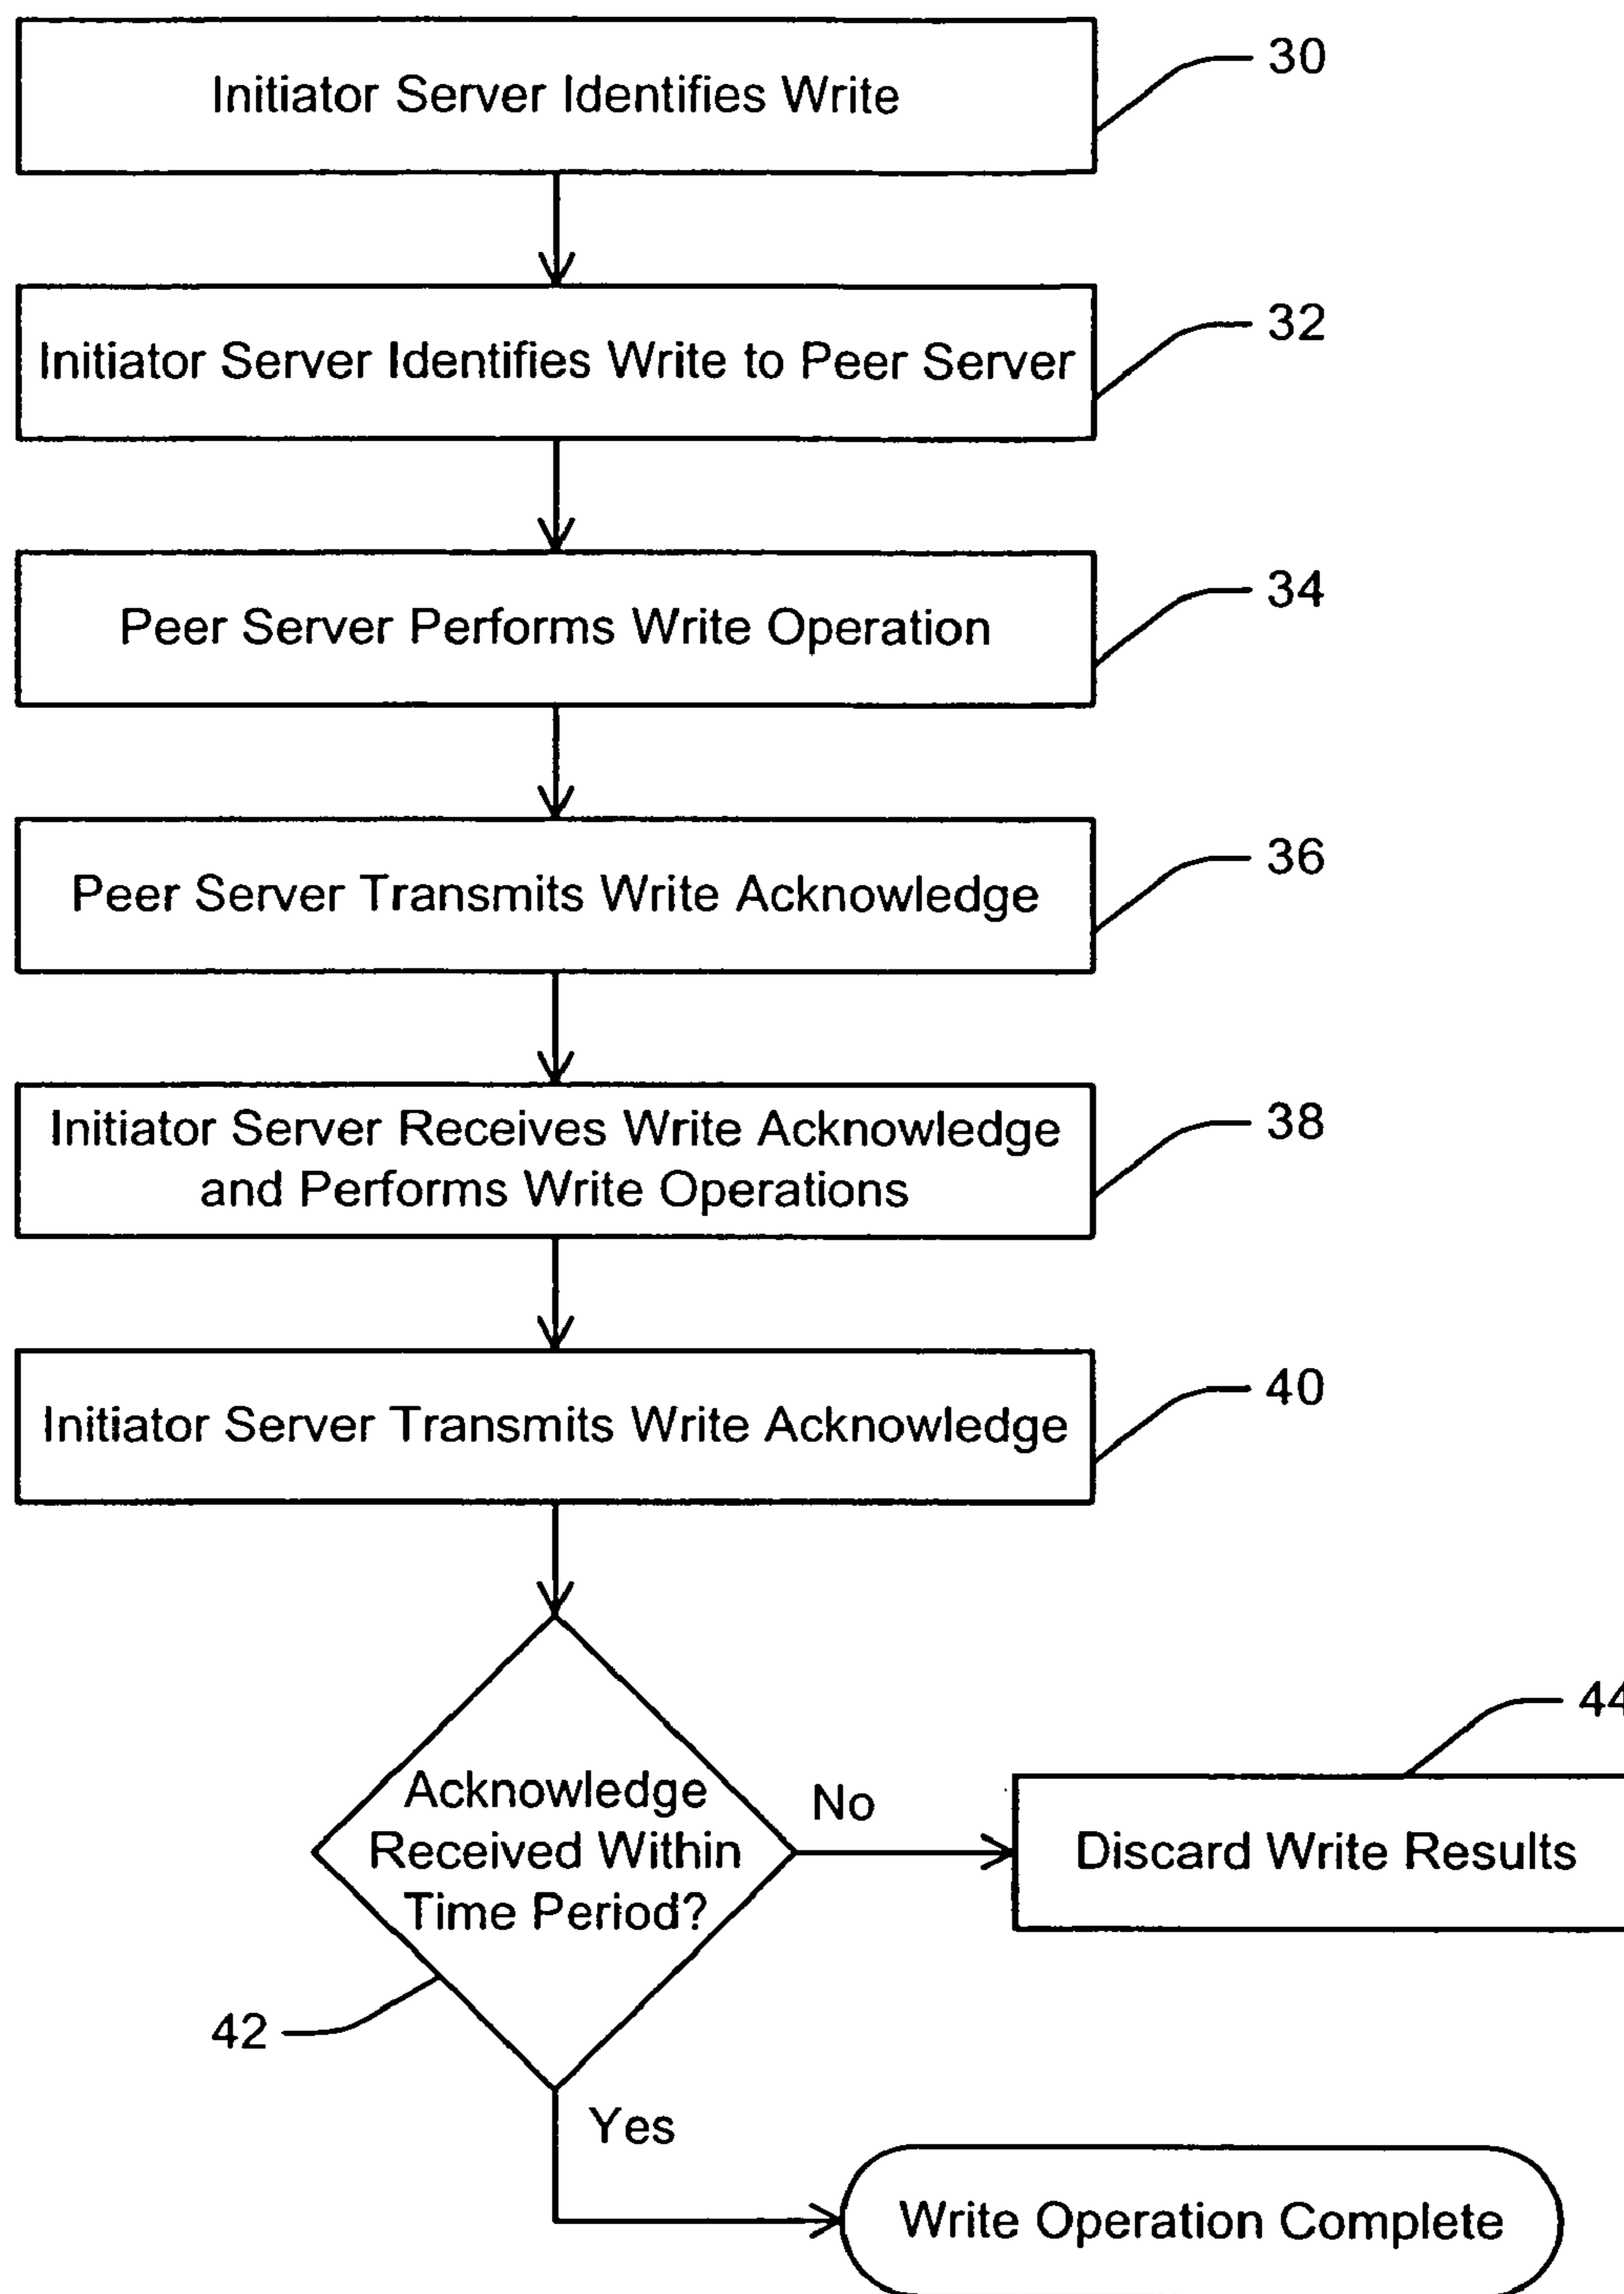 Initiator Server Identifies Write
30
Initiator Server Identifies Write to Peer Server
32
Peer Server Performs Write Operation
34
Peer Server Transmits Write Acknowledge
36
Initiator Server Receives Write Acknowledge
and Performs Write Operations
38
Initiator Server Transmits Write Acknowledge
40
Acknowledge
Received Within
Time Period?
42
No
44
Discard Write Results
Yes
Write Operation Complete